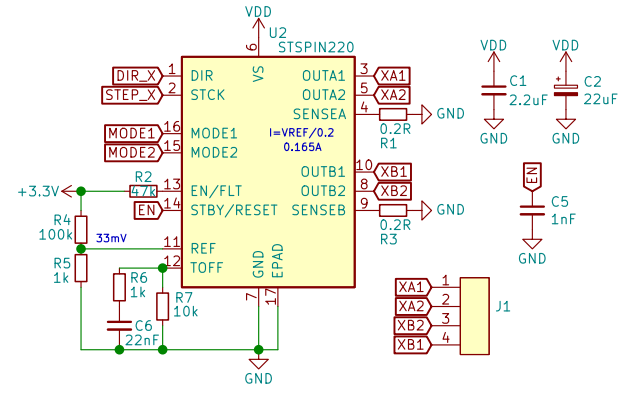 VDD
U2
STSPIN220
6
VS
DIR_X 1 DIR
STEP_X 2 STCK
MODE1 16 MODE1
MODE2 15 MODE2
R2
47k
+3.3V
13 EN/FLT
EN 14 STBY/RESET
R4
100k
33mV
11 REF
12 TOFF
R5
1k
R6
1k
R7
10k
C6
22nF
OUTA1 3 XA1
OUTA2 5 XA2
SENSEA 4
GND
0.2R
R1
I=VREF/0.2
0.165A
OUTB1 10 XB1
OUTB2 8 XB2
SENSEB 9
GND
0.2R
R3
GND
EPAD
7
17
GND
VDD
C1
2.2uF
GND
VDD
+
C2
22uF
GND
EN
C5
1nF
GND
XA1 1
XA2 2
XB2 3
XB1 4
J1